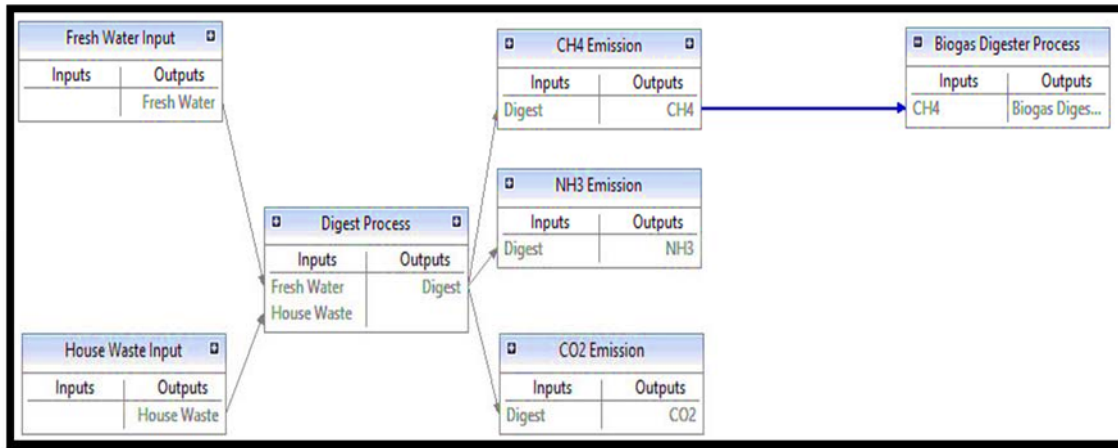 Fresh Water Input
Inputs Outputs
Fresh Water
House Waste Input
Inputs Outputs
House Waste
Digest Process
Inputs Outputs
Fresh Water Digest
House Waste
CH4 Emission
Inputs Outputs
Digest CH4
NH3 Emission
Inputs Outputs
Digest NH3
CO2 Emission
Inputs Outputs
Digest CO2
Biogas Digester Process
Inputs Outputs
CH4 Biogas Diges...